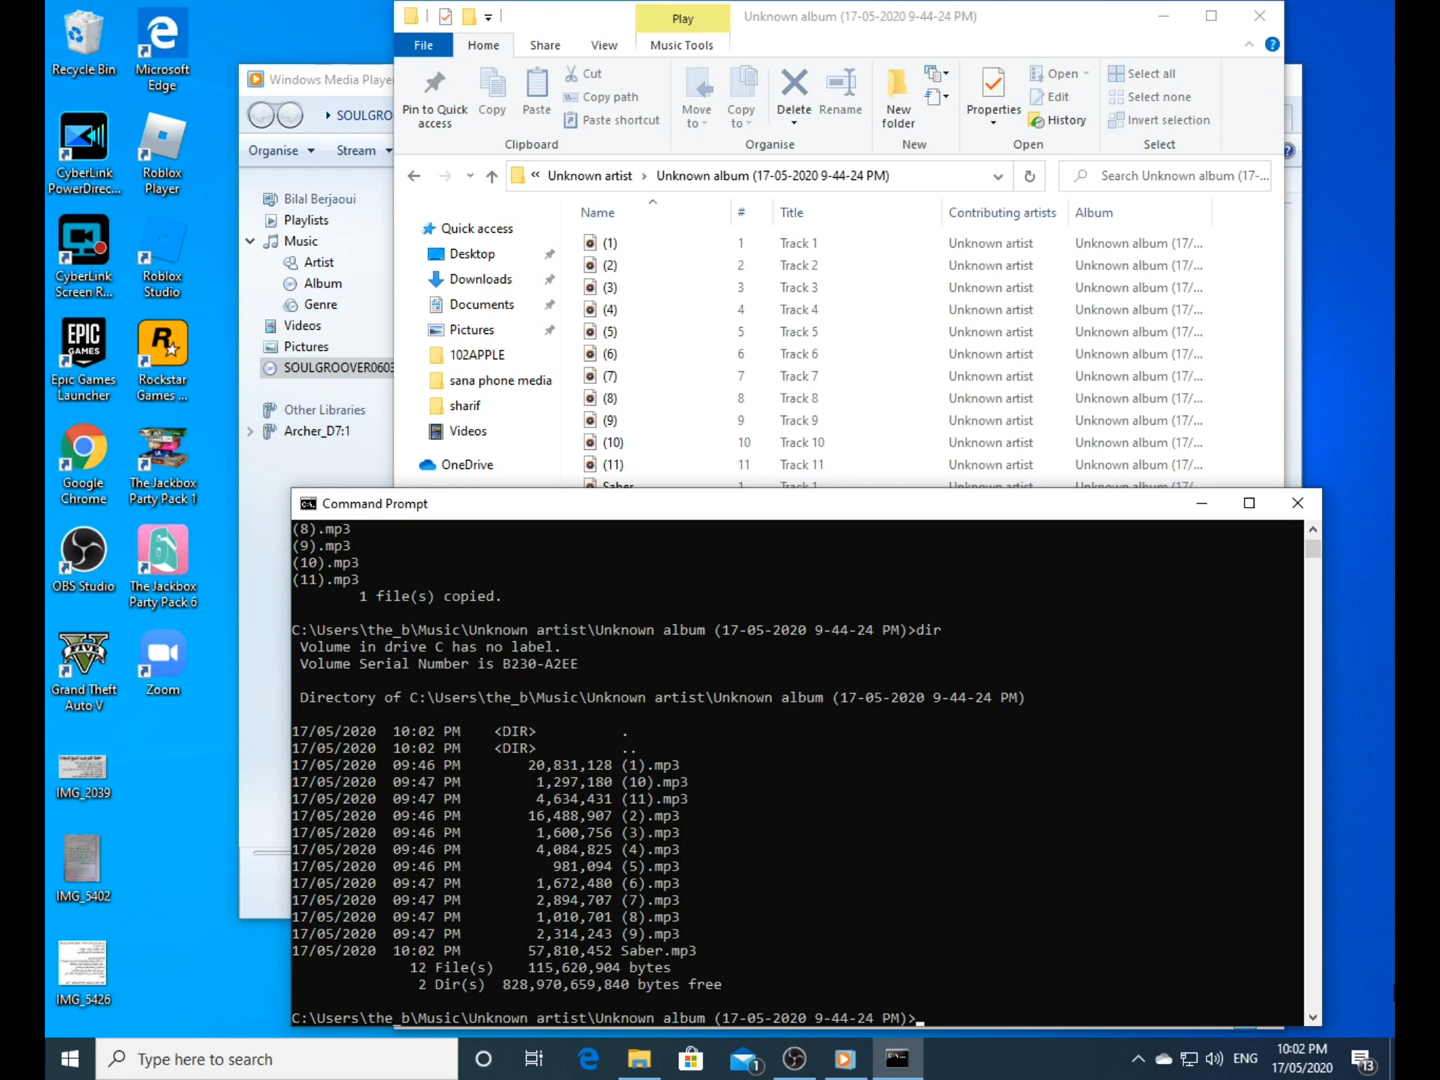 Recycle Bin
Microsoft Edge
CyberLink PowerDirec...
Roblox Player
CyberLink Screen R...
Roblox Studio
EPIC GAMES
Epic Games Launcher
Rockstar Games ...
Google Chrome
The Jackbox Party Pack 1
OBS Studio
The Jackbox Party Pack 6
Grand Theft Auto V
Zoom
IMG_2039
IMG_5402
IMG_5426
Windows Media Playe
SOULGRO
Organise
Stream
Bilal Berjaoui
Playlists
Music
Artist
Album
Genre
Videos
Pictures
SOULGROOVER0603
Other Libraries
Archer_D7:1
Play
Unknown album (17-05-2020 9-44-24 PM)
File
Home
Share
View
Music Tools
Pin to Quick access
Copy
Paste
Cut
Copy path
Paste shortcut
Clipboard
Move to
Copy to
Delete
Rename
Organise
New folder
New
Properties
Open
Edit
History
Open
Select all
Select none
Invert selection
Select
« Unknown artist › Unknown album (17-05-2020 9-44-24 PM)
Search Unknown album (17-...
Quick access
Desktop
Downloads
Documents
Pictures
102APPLE
sana phone media
sharif
Videos
OneDrive
Name # Title Contributing artists Album
(1) 1 Track 1 Unknown artist Unknown album (17/...
(2) 2 Track 2 Unknown artist Unknown album (17/...
(3) 3 Track 3 Unknown artist Unknown album (17/...
(4) 4 Track 4 Unknown artist Unknown album (17/...
(5) 5 Track 5 Unknown artist Unknown album (17/...
(6) 6 Track 6 Unknown artist Unknown album (17/...
(7) 7 Track 7 Unknown artist Unknown album (17/...
(8) 8 Track 8 Unknown artist Unknown album (17/...
(9) 9 Track 9 Unknown artist Unknown album (17/...
(10) 10 Track 10 Unknown artist Unknown album (17/...
(11) 11 Track 11 Unknown artist Unknown album (17/...
Saber 1 Track 1 Unknown artist Unknown album (17/...
Command Prompt
(8).mp3
(9).mp3
(10).mp3
(11).mp3
1 file(s) copied.
C:\Users\the_b\Music\Unknown artist\Unknown album (17-05-2020 9-44-24 PM)>dir
Volume in drive C has no label.
Volume Serial Number is B230-A2EE
Directory of C:\Users\the_b\Music\Unknown artist\Unknown album (17-05-2020 9-44-24 PM)
17/05/2020 10:02 PM <DIR> .
17/05/2020 10:02 PM <DIR> ..
17/05/2020 09:46 PM 20,831,128 (1).mp3
17/05/2020 09:47 PM 1,297,180 (10).mp3
17/05/2020 09:47 PM 4,634,431 (11).mp3
17/05/2020 09:46 PM 16,488,907 (2).mp3
17/05/2020 09:46 PM 1,600,756 (3).mp3
17/05/2020 09:46 PM 4,084,825 (4).mp3
17/05/2020 09:46 PM 981,094 (5).mp3
17/05/2020 09:47 PM 1,672,480 (6).mp3
17/05/2020 09:47 PM 2,894,707 (7).mp3
17/05/2020 09:47 PM 1,010,701 (8).mp3
17/05/2020 09:47 PM 2,314,243 (9).mp3
17/05/2020 10:02 PM 57,810,452 Saber.mp3
12 File(s) 115,620,904 bytes
2 Dir(s) 828,970,659,840 bytes free
C:\Users\the_b\Music\Unknown artist\Unknown album (17-05-2020 9-44-24 PM)>
Type here to search
1
ENG
10:02 PM
17/05/2020
13